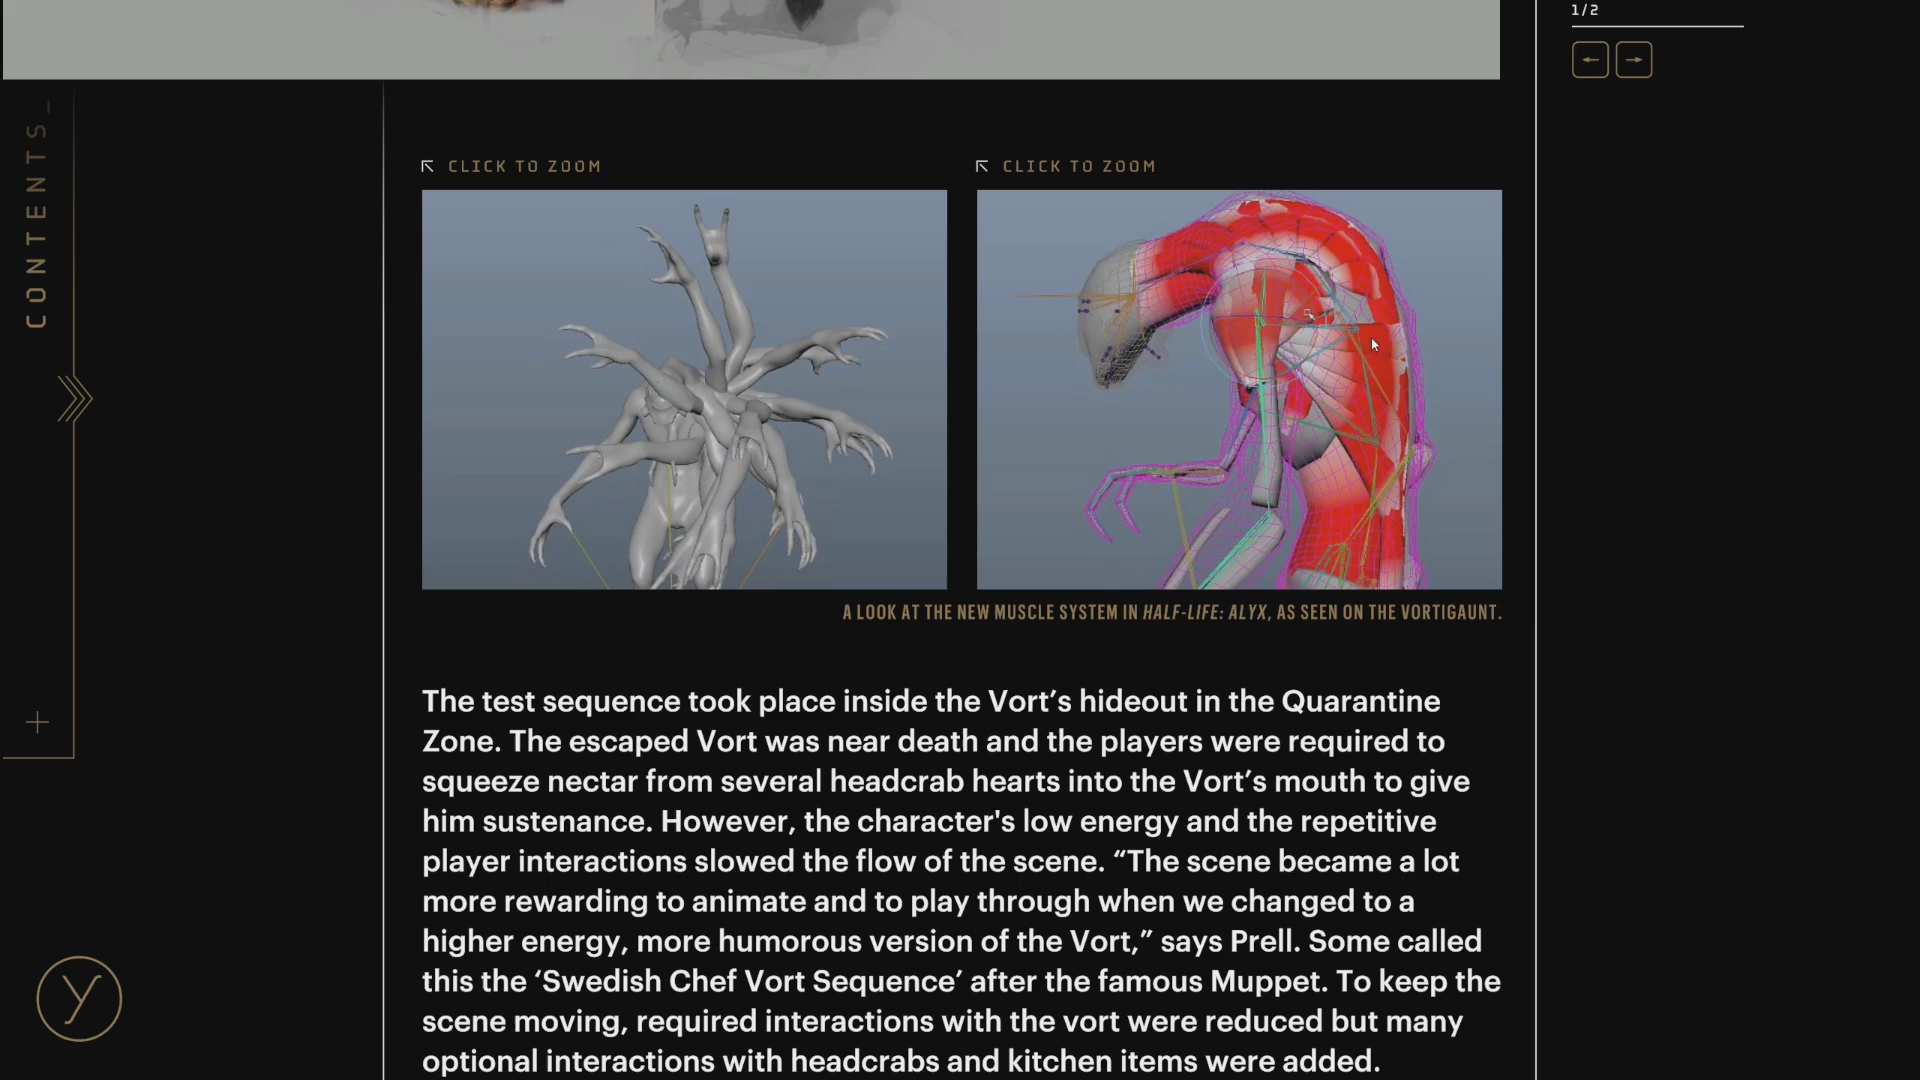 1/2
CONTENTS_
CLICK TO ZOOM
CLICK TO ZOOM
A LOOK AT THE NEW MUSCLE SYSTEM IN HALF-LIFE: ALYX, AS SEEN ON THE VORTIGAUNT.
The test sequence took place inside the Vort’s hideout in the Quarantine
Zone. The escaped Vort was near death and the players were required to
squeeze nectar from several headcrab hearts into the Vort’s mouth to give
him sustenance. However, the character's low energy and the repetitive
player interactions slowed the flow of the scene. “The scene became a lot
more rewarding to animate and to play through when we changed to a
higher energy, more humorous version of the Vort,” says Prell. Some called
this the ‘Swedish Chef Vort Sequence’ after the famous Muppet. To keep the
scene moving, required interactions with the vort were reduced but many
optional interactions with headcrabs and kitchen items were added.